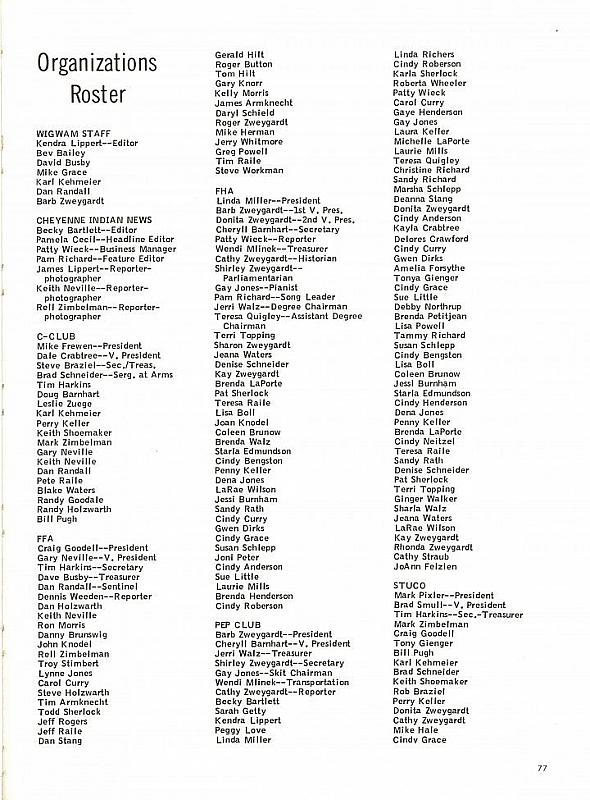 Organizations
Roster
WIGWAM STAFF
Kendra Lippert--Editor
Bev Bailey
David Busby
Mike Grace
Karl Kehmeier
Dan Randall
Barb Zweygardt
CHEYENNE INDIAN NEWS
Becky Bartlett--Editor
Pamela Cecil--Headline Editor
Patty Wieck--Business Manager
Pam Richard--Feature Editor
James Lippert--Reporter-
photographer
Keith Neville--Reporter-
photographer
Rell Zimbelman--Reporter-
photographer
C-CLUB
Mike Frewen--President
Dale Crabtree--V. President
Steve Braziel--Sec./Treas.
Brad Schneider--Serg. at Arms
Tim Harkins
Doug Barnhart
Leslie Zuege
Karl Kehmeier
Perry Keller
Keith Shoemaker
Mark Zimbelman
Gary Neville
Keith Neville
Dan Randall
Pete Raile
Blake Waters
Randy Goodale
Randy Holzwarth
Bill Pugh
FFA
Craig Goodell--President
Gary Neville--V. President
Tim Harkins--Secretary
Dave Busby--Treasurer
Dan Randall--Sentinel
Dennis Weeden--Reporter
Dan Holzwarth
Keith Neville
Ron Morris
Danny Brunswig
John Knodel
Rell Zimbelman
Troy Stimbert
Lynne Jones
Carol Curry
Steve Holzwarth
Tim Armknecht
Todd Sherlock
Jeff Rogers
Jeff Raile
Dan Stang
Gerald Hilt
Roger Button
Tom Hilt
Gary Knorr
Kelly Morris
James Armknecht
Daryl Schield
Roger Zweygardt
Mike Herman
Jerry Whitmore
Greg Powell
Tim Raile
Steve Workman
FHA
Linda Miller--President
Barb Zweygardt--1st V. Pres.
Donita Zweygardt--2nd V. Pres.
Cheryll Barnhart--Secretary
Patty Wieck--Reporter
Wendi Mlinek--Treasurer
Cathy Zweygardt--Historian
Shirley Zweygardt--
Parliamentarian
Gay Jones--Pianist
Pam Richard--Song Leader
Jerri Walz--Degree Chairman
Teresa Quigley--Assistant Degree
Chairman
Terri Topping
Sharon Zweygardt
Jeana Waters
Denise Schneider
Kay Zweygardt
Brenda LaPorte
Pat Sherlock
Teresa Raile
Lisa Boll
Joan Knodel
Coleen Brunow
Brenda Walz
Starla Edmundson
Cindy Bengston
Penny Keller
Dena Jones
LaRae Wilson
Jessi Burnham
Sandy Rath
Cindy Curry
Gwen Dirks
Cindy Grace
Susan Schlepp
Joni Peter
Cindy Anderson
Sue Little
Laurie Mills
Brenda Henderson
Cindy Roberson
PEP CLUB
Barb Zweygardt--President
Cheryll Barnhart--V. President
Jerri Walz--Treasurer
Shirley Zweygardt--Secretary
Gay Jones--Skit Chairman
Wendi Mlinek--Transportation
Cathy Zweygardt--Reporter
Becky Bartlett
Sarah Getty
Kendra Lippert
Peggy Love
Linda Miller
Linda Richers
Cindy Roberson
Karla Sherlock
Roberta Wheeler
Patty Wieck
Carol Curry
Gaye Henderson
Gay Jones
Laura Keller
Michelle LaPorte
Laurie Mills
Teresa Quigley
Christine Richard
Sandy Richard
Marsha Schlepp
Deanna Stang
Donita Zweygardt
Cindy Anderson
Kayla Crabtree
Delores Crawford
Cindy Curry
Gwen Dirks
Amelia Forsythe
Tonya Gienger
Cindy Grace
Sue Little
Debby Northrup
Brenda Petitjean
Lisa Powell
Tammy Richard
Susan Schlepp
Cindy Bengston
Lisa Boll
Coleen Brunow
Jessi Burnham
Starla Edmundson
Cindy Henderson
Dena Jones
Penny Keller
Brenda LaPorte
Cindy Neitzel
Teresa Raile
Sandy Rath
Denise Schneider
Pat Sherlock
Terri Topping
Ginger Walker
Sharla Walz
Jeana Waters
LaRae Wilson
Kay Zweygardt
Rhonda Zweygardt
Cathy Straub
JoAnn Felzien
STUCO
Mark Pixler--President
Brad Smull--V. President
Tim Harkins--Sec.-Treasurer
Mark Zimbelman
Craig Goodell
Tony Gienger
Bill Pugh
Karl Kehmeier
Brad Schneider
Keith Shoemaker
Rob Braziel
Perry Keller
Donita Zweygardt
Cathy Zweygardt
Mike Hale
Cindy Grace
77